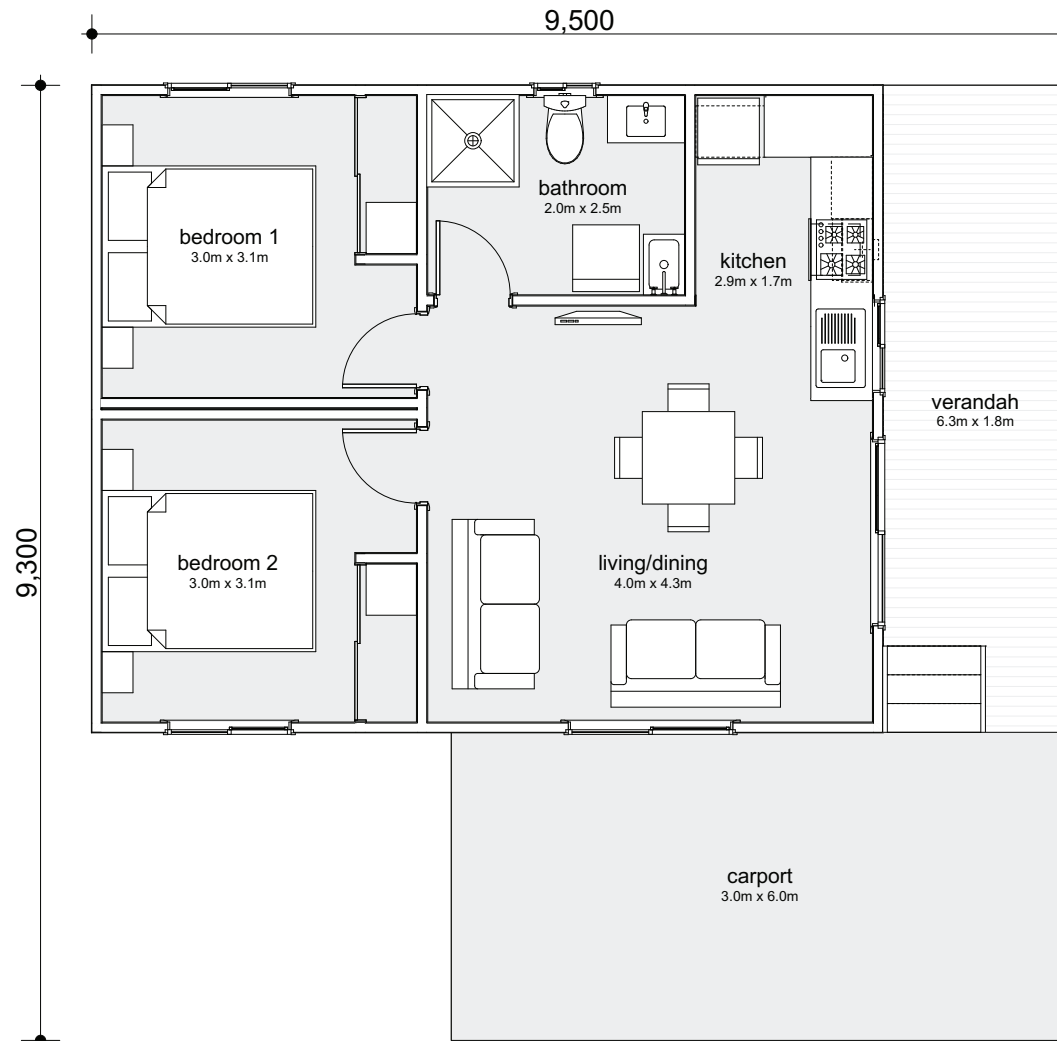 9,500
bathroom
2.0m x 2.5m
bedroom 1
3.0m x 3.1m
kitchen
2.9m x 1.7m
verandah
6.3m x 1.8m
9,300
bedroom 2
3.0m x 3.1m
living/dining
4.0m x 4.3m
carport
3.0m x 6.0m